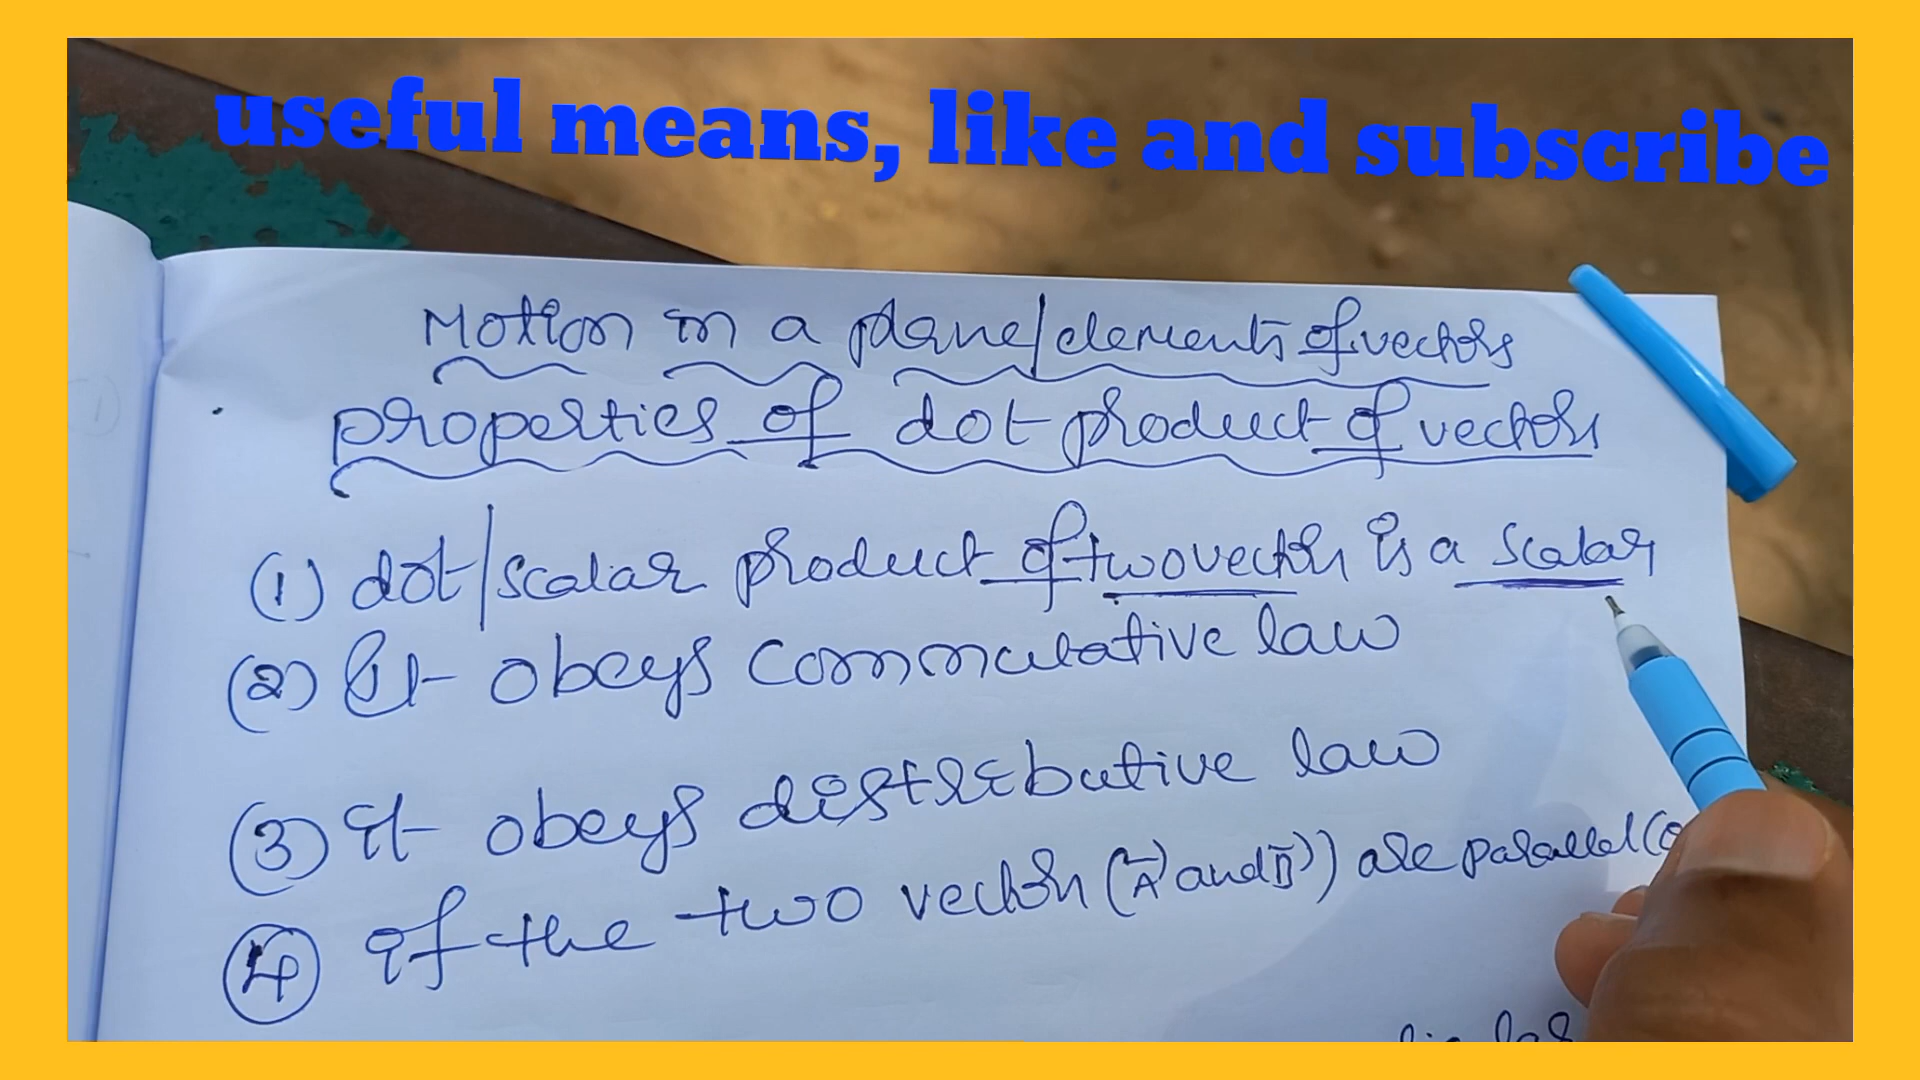 useful means, like and subscribe
Motion in a plane/elements of vectors
properties of dot product of vectors
(1) dot/scalar product of two vectors is a scalar
(2) It obeys commutative law
(3) it obeys distributive law
(4) if the two vectors (A and B) are parallel (